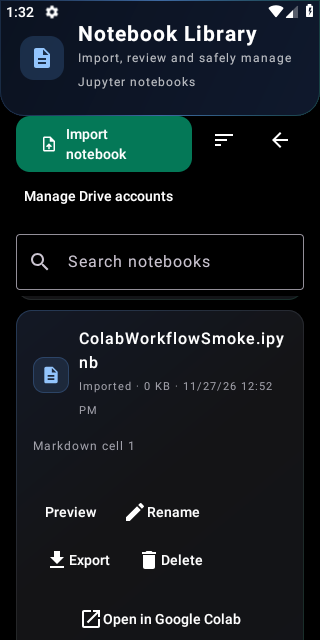 1:32
Notebook Library
Import, review and safely manage
Jupyter notebooks
Import
notebook
Manage Drive accounts
Search notebooks
ColabWorkflowSmoke.ipy
nb
Imported · 0 KB · 11/27/26 12:52
PM
Markdown cell 1
Preview
Rename
Export
Delete
Open in Google Colab